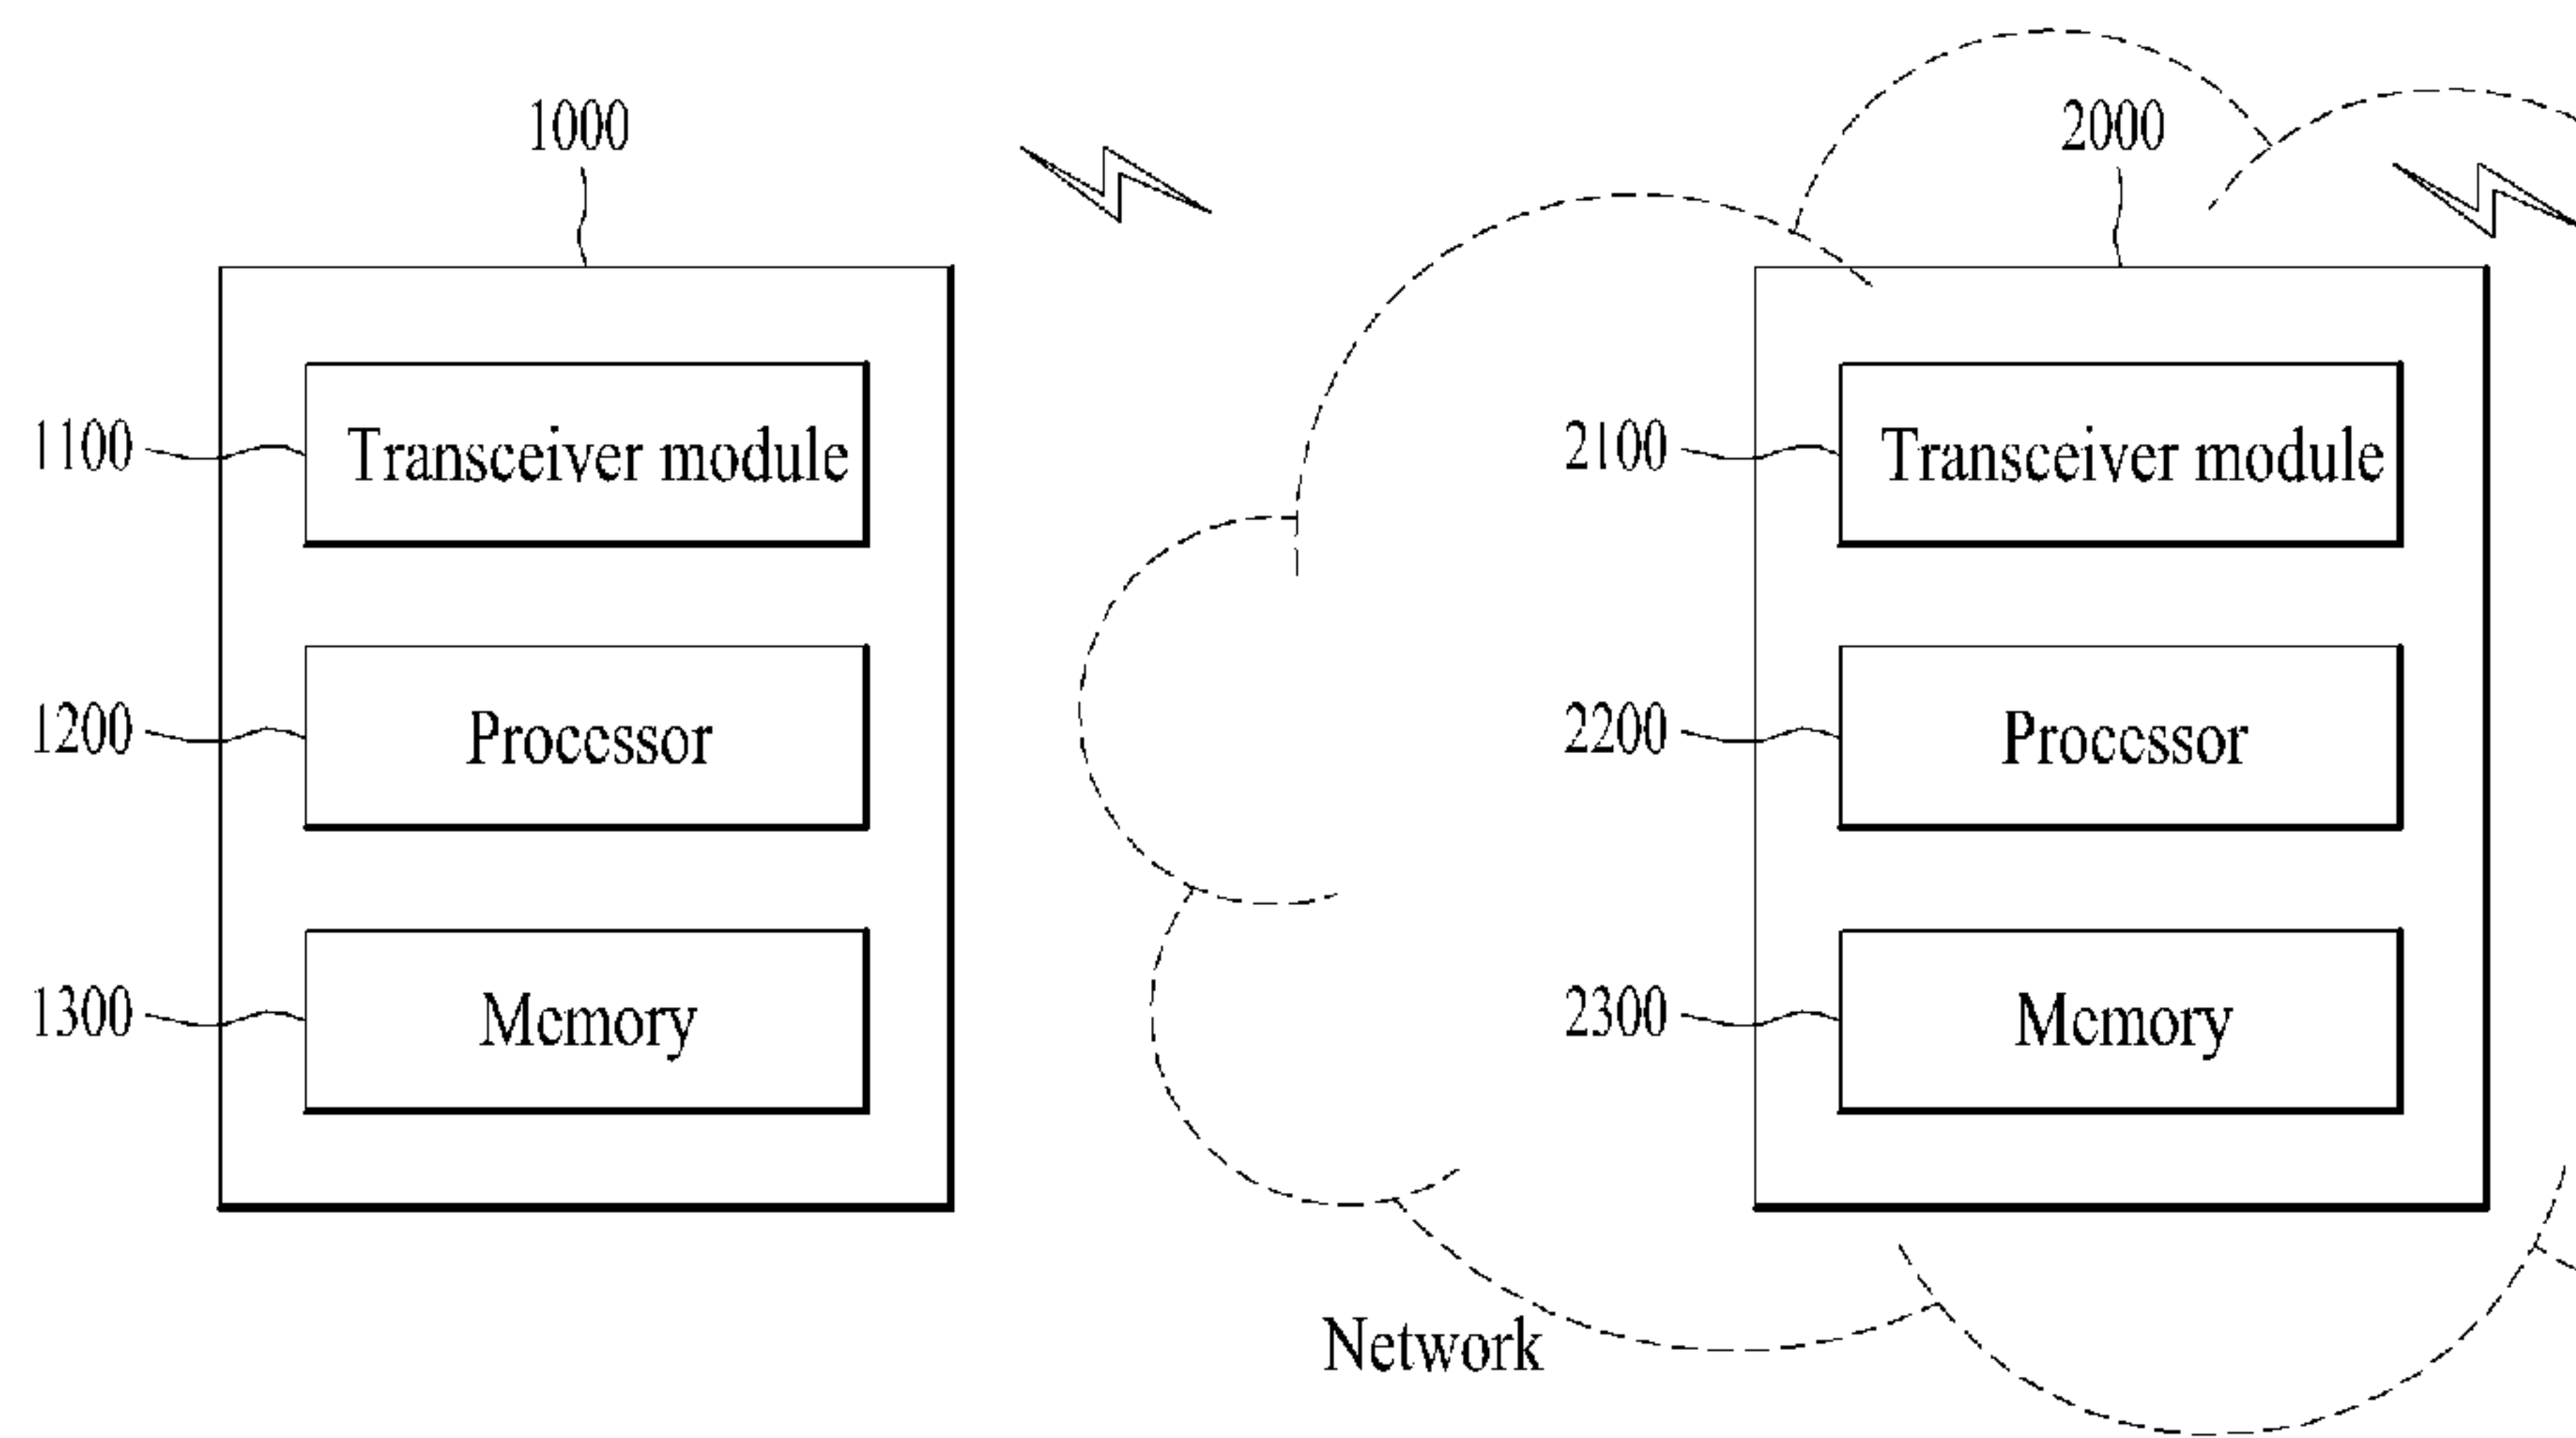 1000
2000
1100
Transceiver module
2100
Transceiver module
1200
Processor
2200
Processor
1300
Memory
2300
Memory
Network